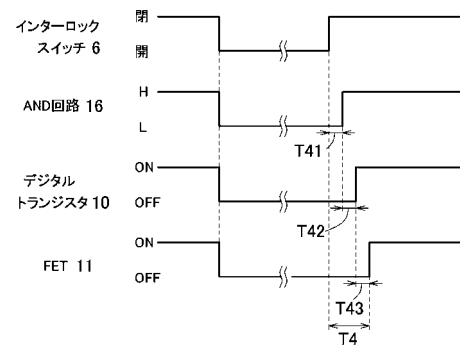 インターロック
スイッチ 6
閉
開
AND回路 16
H
L
T41
デジタル
トランジスタ 10
ON
OFF
T42
FET 11
ON
OFF
T43
T4